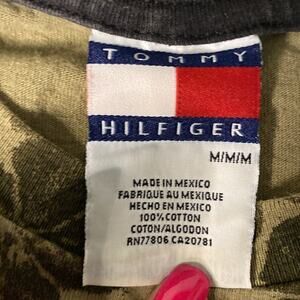 TOMMY
HILFIGER
M/M/M
MADE IN MEXICO
FABRIQUE AU MEXIQUE
HECHO EN MEXICO
100% COTTON
COTON/ALGODON
RN77806 CA20781